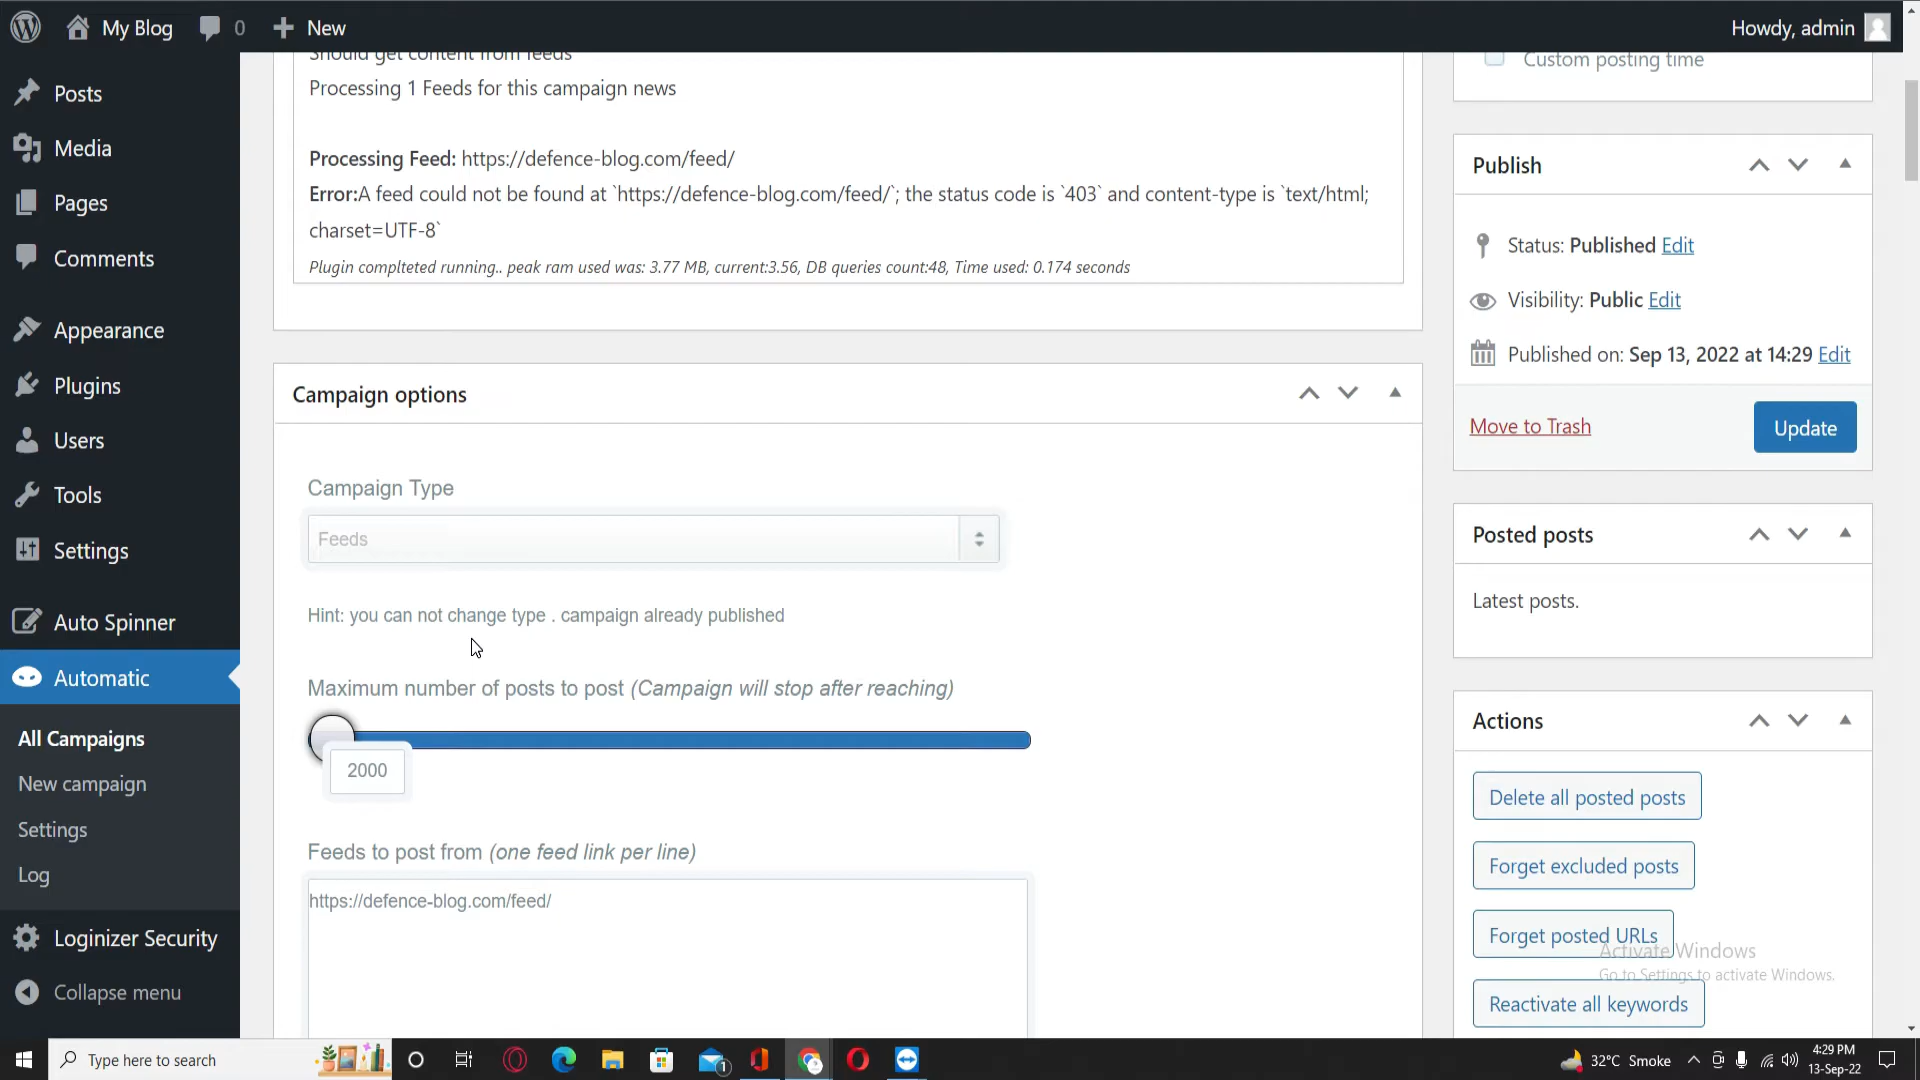 My Blog
0
New
Howdy, admin
Posts
Media
Pages
Comments
Appearance
Plugins
Users
Tools
Settings
Auto Spinner
Automatic
All Campaigns
New campaign
Settings
Log
Loginizer Security
Collapse menu
Should get content from feeds
Processing 1 Feeds for this campaign news
Processing Feed: https://defence-blog.com/feed/
Error:A feed could not be found at `https://defence-blog.com/feed/`; the status code is `403` and content-type is `text/html;
charset=UTF-8`
Plugin complteted running.. peak ram used was: 3.77 MB, current:3.56, DB queries count:48, Time used: 0.174 seconds
Campaign options
Campaign Type
Feeds
Hint: you can not change type . campaign already published
Maximum number of posts to post (Campaign will stop after reaching)
2000
Feeds to post from (one feed link per line)
https://defence-blog.com/feed/
Custom posting time
Publish
Status: Published Edit
Visibility: Public Edit
Published on: Sep 13, 2022 at 14:29 Edit
Move to Trash
Update
Posted posts
Latest posts.
Actions
Delete all posted posts
Forget excluded posts
Forget posted URLs
Reactivate all keywords
Activate Windows
Go to Settings to activate Windows.
Type here to search
1
32°C Smoke
4:29 PM
13-Sep-22